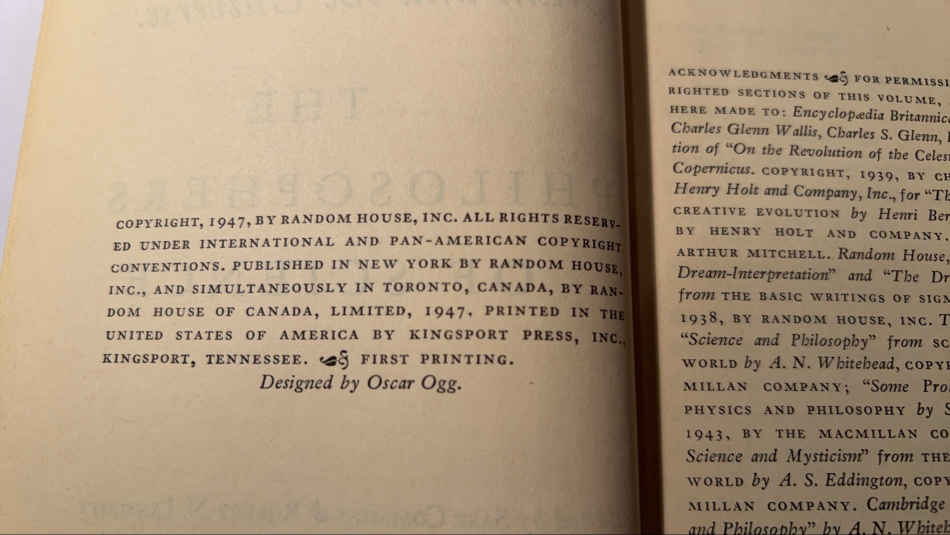 COPYRIGHT, 1947, BY RANDOM HOUSE, INC. ALL RIGHTS RESERV-
ED UNDER INTERNATIONAL AND PAN-AMERICAN COPYRIGHT
CONVENTIONS. PUBLISHED IN NEW YORK BY RANDOM HOUSE,
INC., AND SIMULTANEOUSLY IN TORONTO, CANADA, BY RAN-
DOM HOUSE OF CANADA, LIMITED, 1947. PRINTED IN THE
UNITED STATES OF AMERICA BY KINGSPORT PRESS, INC.,
KINGSPORT, TENNESSEE. FIRST PRINTING.
Designed by Oscar Ogg.
ACKNOWLEDGMENTS FOR PERMISSI
RIGHTED SECTIONS OF THIS VOLUME,
HERE MADE TO: Encyclopædia Britannica
Charles Glenn Wallis, Charles S. Glenn,
tion of "On the Revolution of the Celes
Copernicus. COPYRIGHT, 1939, BY CH
Henry Holt and Company, Inc., for "Th
CREATIVE EVOLUTION by Henri Ber
BY HENRY HOLT AND COMPANY.
ARTHUR MITCHELL. Random House,
Dream-Interpretation" and "The Dr
from THE BASIC WRITINGS OF SIGM
1938, BY RANDOM HOUSE, INC. T
"Science and Philosophy" from SC
WORLD by A. N. Whitehead, COPY
MILLAN COMPANY; "Some Pro
PHYSICS AND PHILOSOPHY by S
1943, BY THE MACMILLAN CO
Science and Mysticism" from THE
WORLD by A. S. Eddington, COPY
MILLAN COMPANY. Cambridge
and Philosophy" by A. N. Whiteh